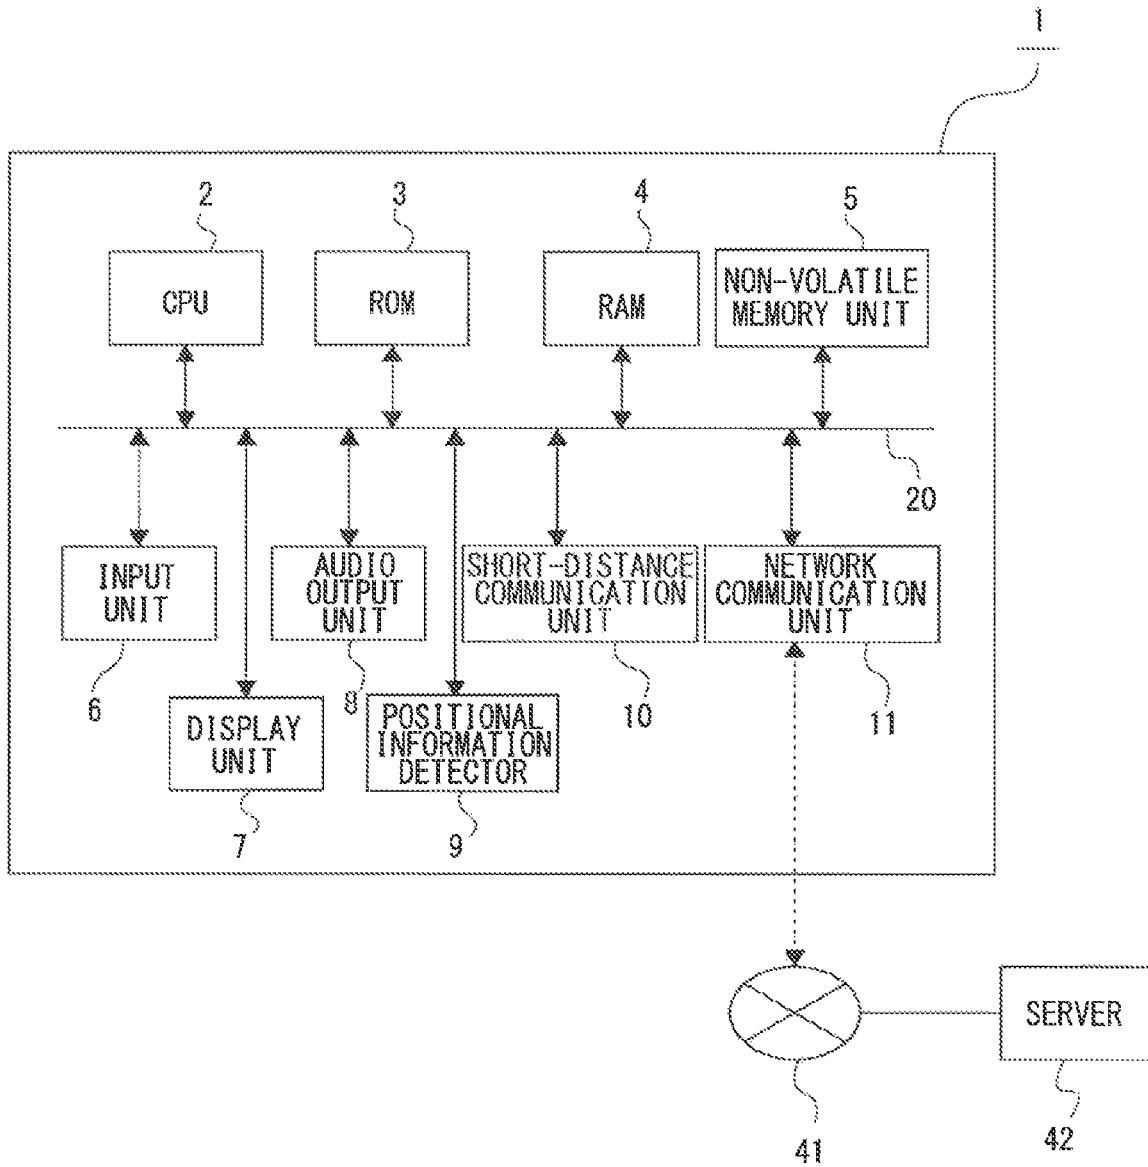 1
2
3
4
5
CPU
ROM
RAM
NON-VOLATILE
MEMORY UNIT
20
INPUT
UNIT
AUDIO
OUTPUT
UNIT
SHORT-DISTANCE
COMMUNICATION
UNIT
NETWORK
COMMUNICATION
UNIT
6
8
10
11
DISPLAY
UNIT
POSITIONAL
INFORMATION
DETECTOR
7
9
SERVER
41
42